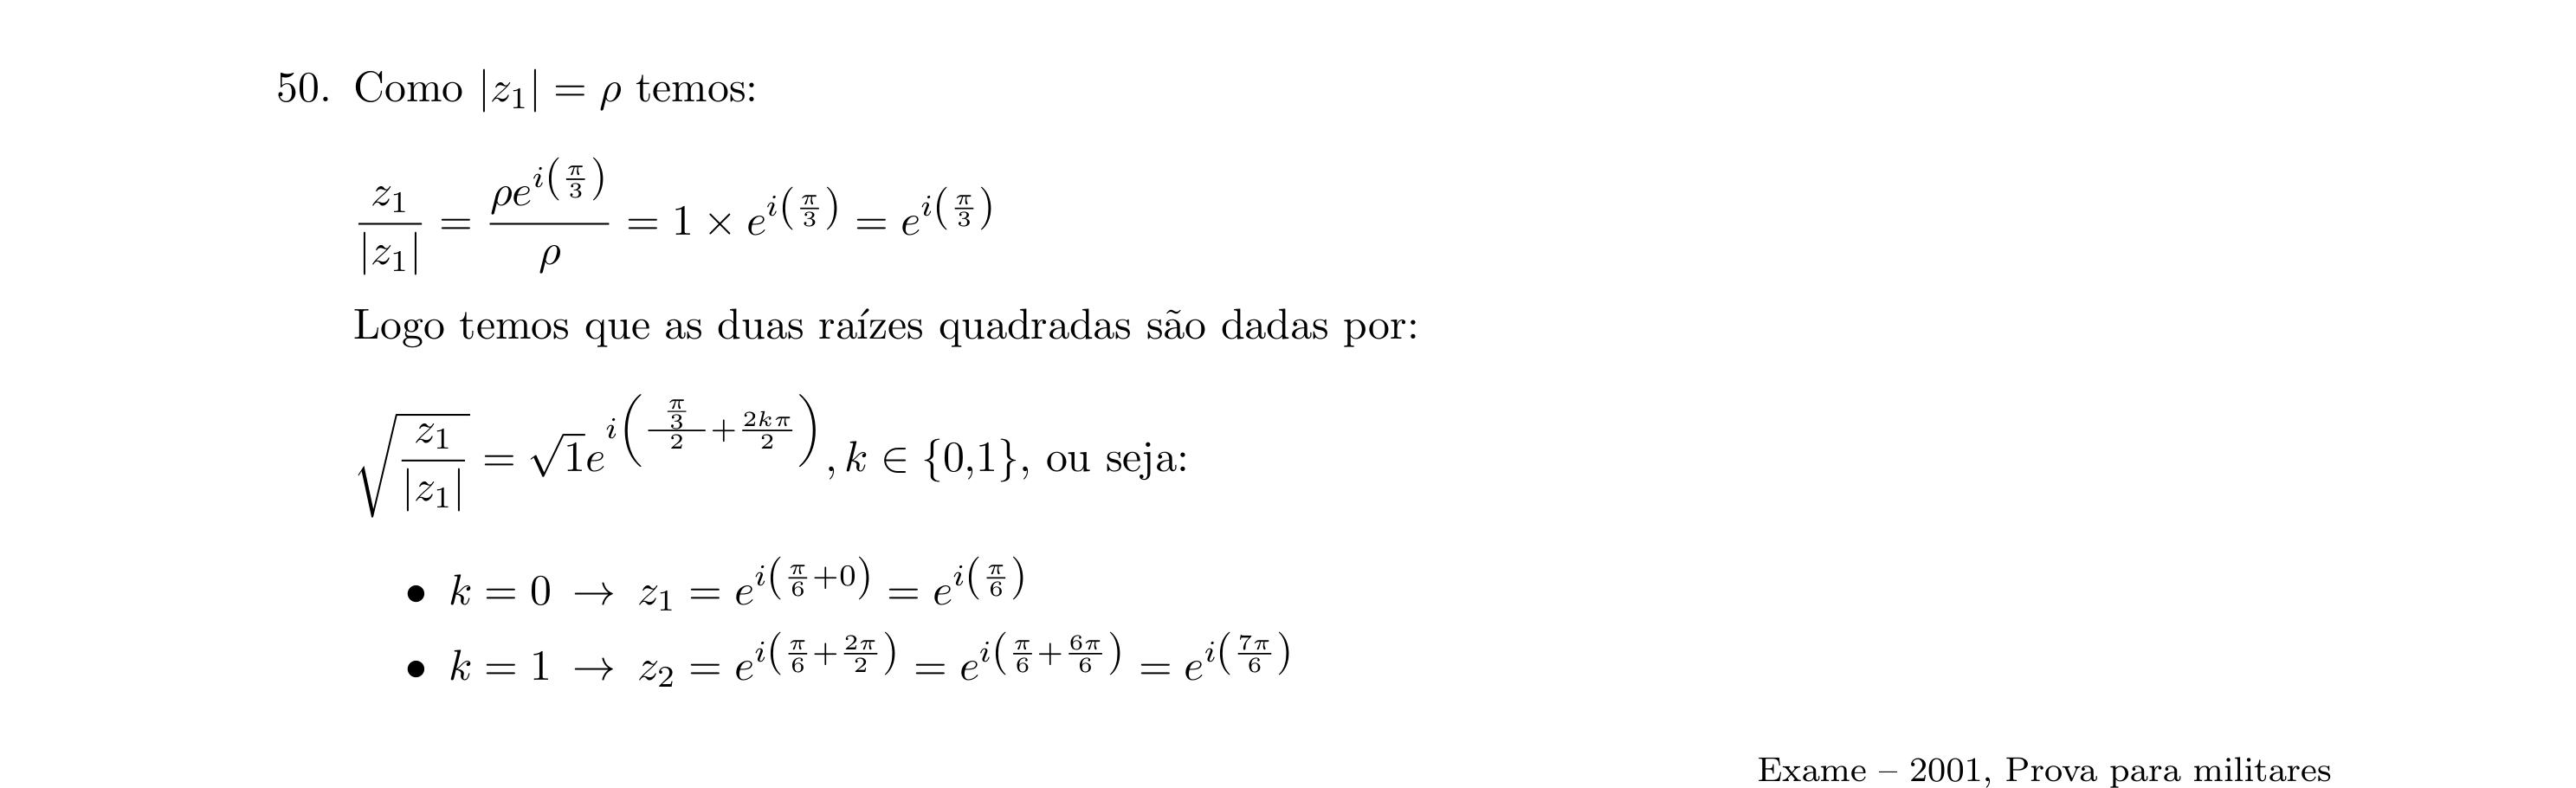 50. Como |z₁| = ρ temos:
$\frac{z_1}{|z_1|} = \frac{\rho e^{i\left(\frac{\pi}{3}\right)}}{\rho} = 1 \times e^{i\left(\frac{\pi}{3}\right)} = e^{i\left(\frac{\pi}{3}\right)}$
Logo temos que as duas raízes quadradas são dadas por:
$\sqrt{\frac{z_1}{|z_1|}} = \sqrt{1}e^{i\left(\frac{\frac{\pi}{3}}{2}+\frac{2k\pi}{2}\right)}, k \in \{0,1\}$, ou seja:
• $k = 0 \to z_1 = e^{i\left(\frac{\pi}{6}+0\right)} = e^{i\left(\frac{\pi}{6}\right)}$
• $k = 1 \to z_2 = e^{i\left(\frac{\pi}{6}+\frac{2\pi}{2}\right)} = e^{i\left(\frac{\pi}{6}+\frac{6\pi}{6}\right)} = e^{i\left(\frac{7\pi}{6}\right)}$
Exame – 2001, Prova para militares